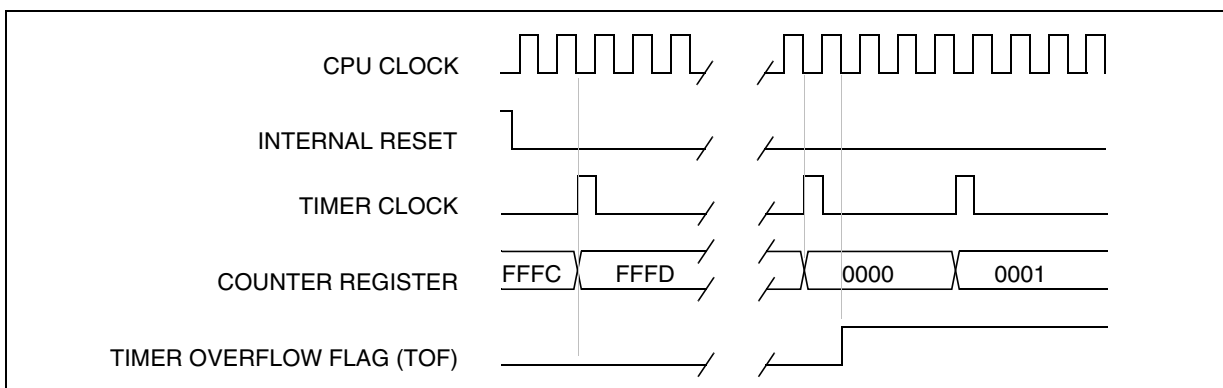 CPU CLOCK
INTERNAL RESET
TIMER CLOCK
COUNTER REGISTER
FFFC FFFD 0000 0001
TIMER OVERFLOW FLAG (TOF)